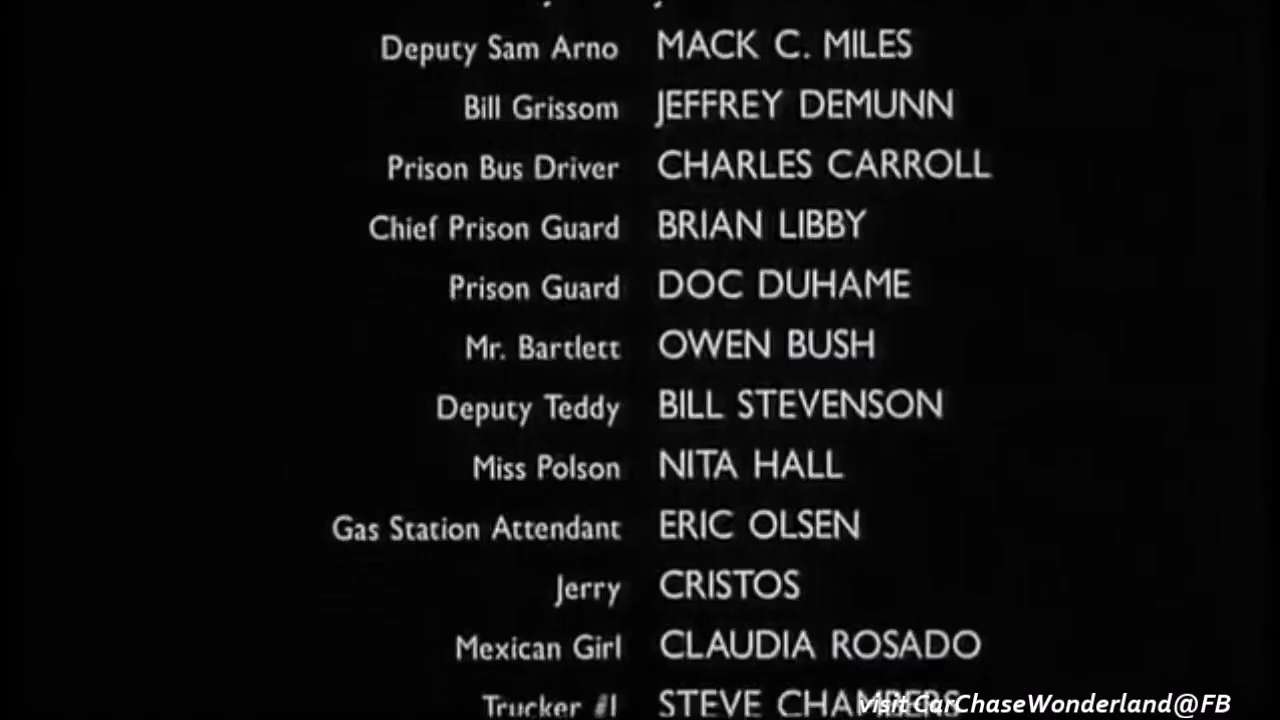 Deputy Sam Arno MACK C. MILES
Bill Grissom JEFFREY DEMUNN
Prison Bus Driver CHARLES CARROLL
Chief Prison Guard BRIAN LIBBY
Prison Guard DOC DUHAME
Mr. Bartlett OWEN BUSH
Deputy Teddy BILL STEVENSON
Miss Polson NITA HALL
Gas Station Attendant ERIC OLSEN
Jerry CRISTOS
Mexican Girl CLAUDIA ROSADO
Trucker #1 STEVE CHAMBERS
visit CarChaseWonderland@FB